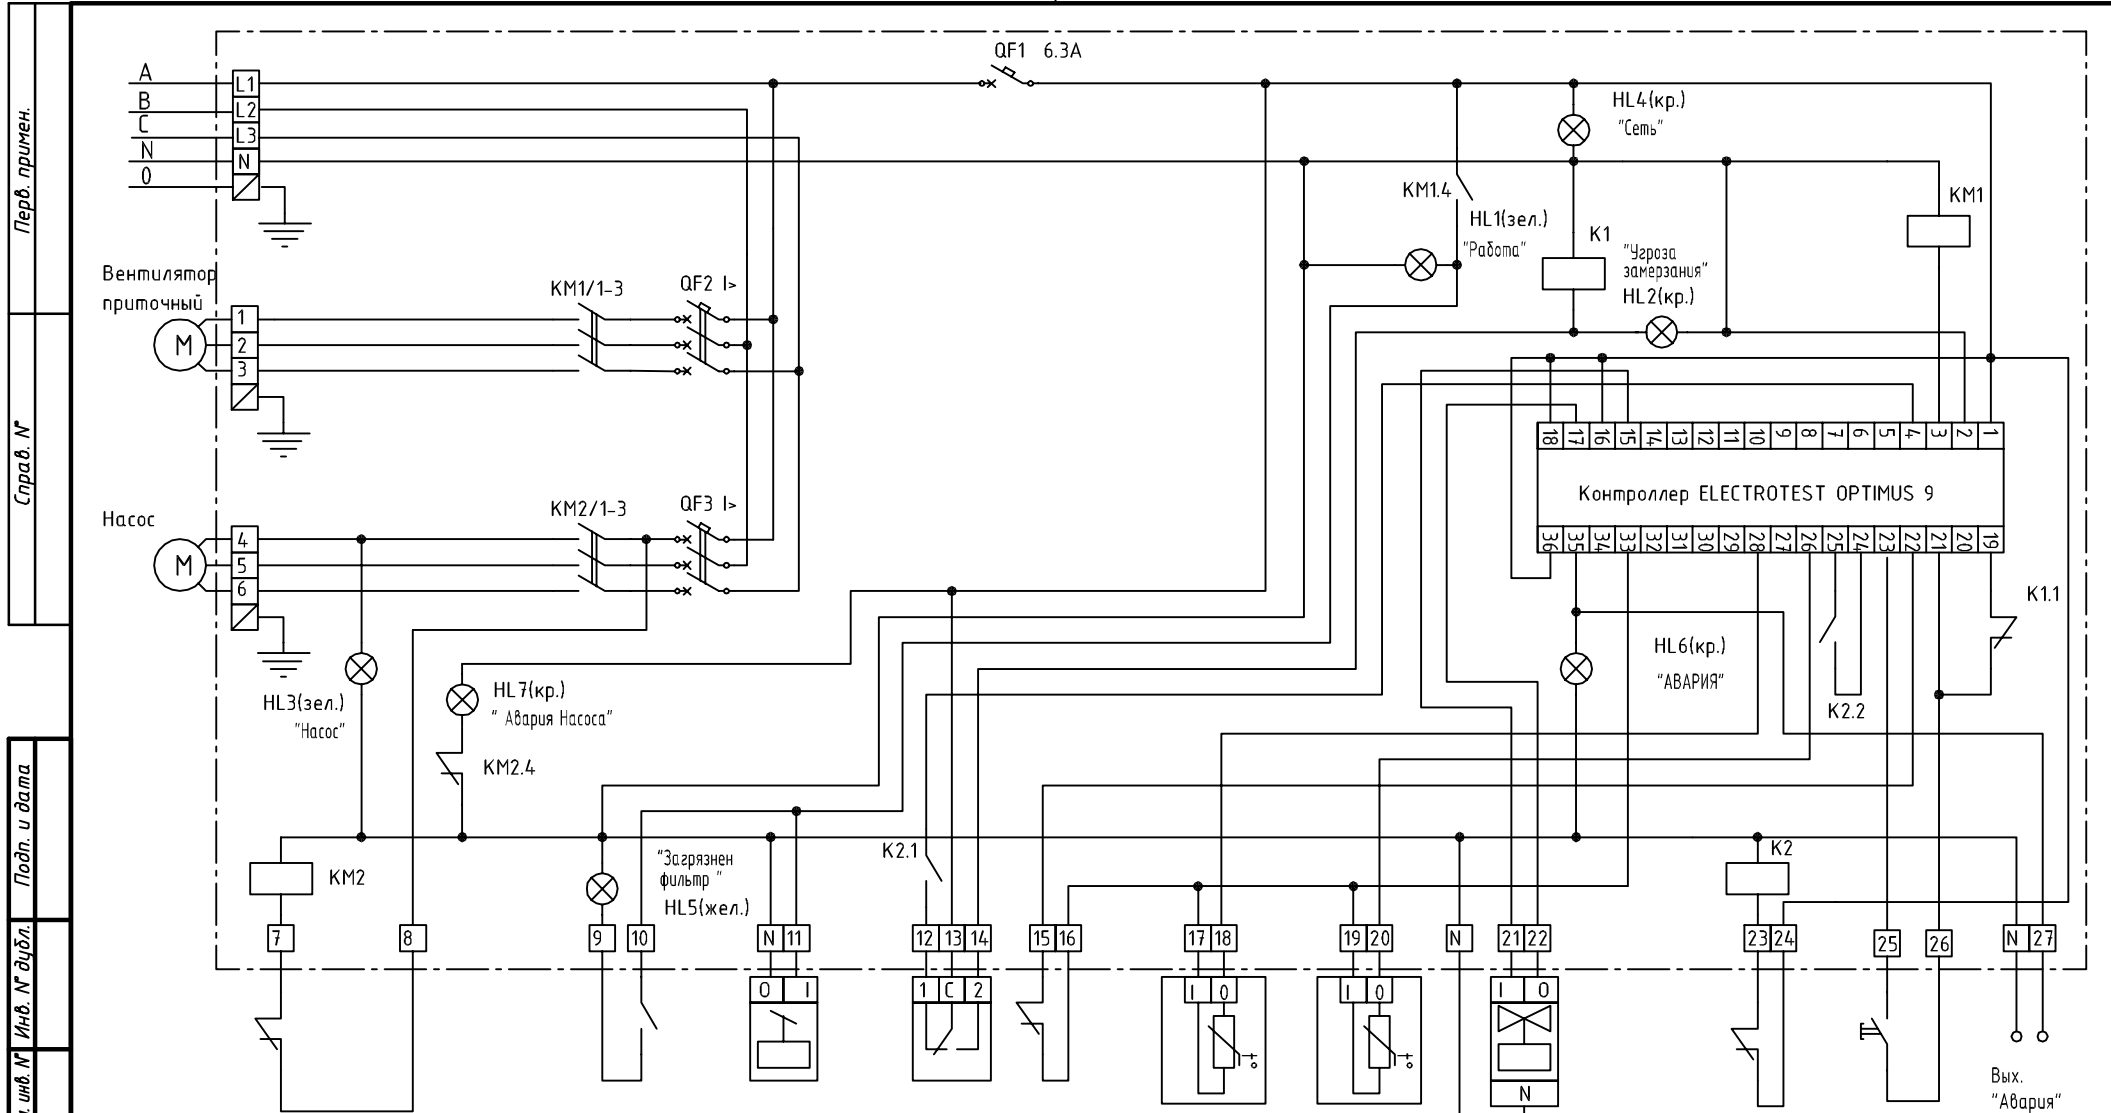 Перв. примен.
Справ. №
Подп. и дата
Инв. № дубл.
инв. №
A
B
C
N
0
L1
L2
L3
N
QF1 6.3A
HL4(кр.)
"Сеть"
KM1.4
HL1(зел.)
"Работа"
K1
"Угроза
замерзания"
HL2(кр.)
KM1
Вентилятор
приточный
M
1
2
3
KM1/1-3
QF2 I>
Насос
M
4
5
6
KM2/1-3
QF3 I>
18 17 16 15 14 13 12 11 10 9 8 7 6 5 4 3 2 1
Контроллер ELECTROTEST OPTIMUS 9
36 35 34 33 32 31 30 29 28 27 26 25 24 23 22 21 20 19
K1.1
HL6(кр.)
"АВАРИЯ"
K2.2
HL3(зел.)
"Насос"
HL7(кр.)
" Авария Насоса"
KM2.4
KM2
"Загрязнен
фильтр "
HL5(жел.)
K2.1
K2
7 8 9 10 N 11 12 13 14 15 16 17 18 19 20 N 21 22 23 24 25 26 N 27
O I
1 C 2
I O
t°
I O
t°
I O
N
Вых.
"Авария"